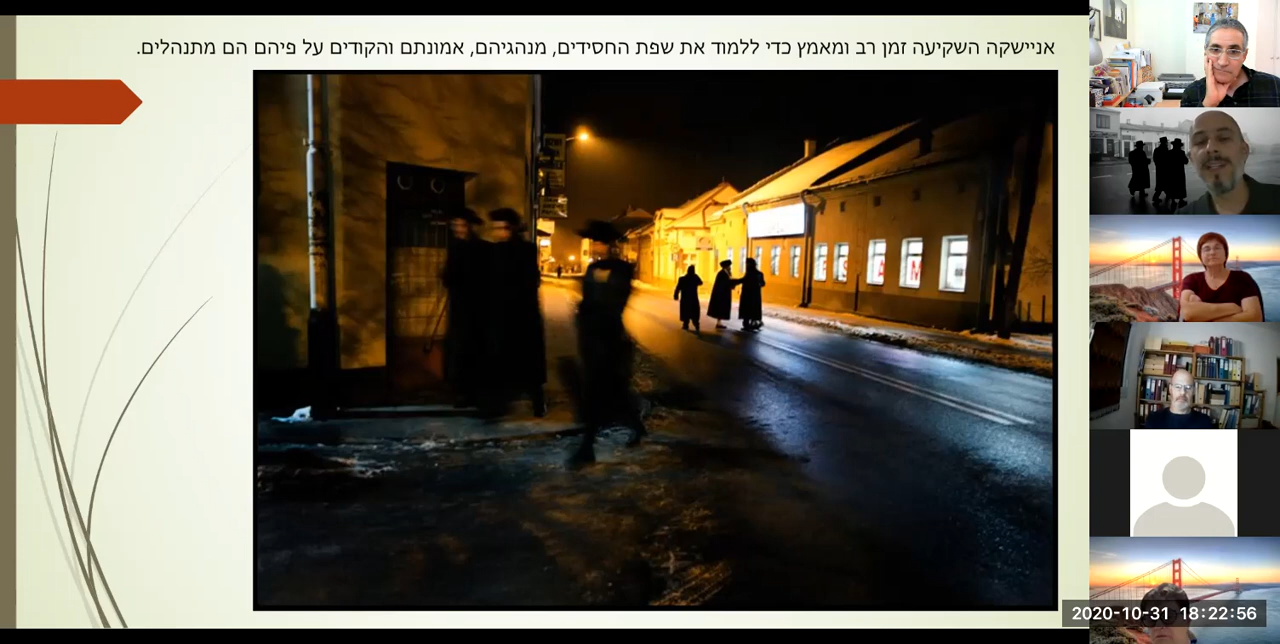 אניישקה השקיעה זמן רב ומאמץ כדי ללמוד את שפת החסידים, מנהגיהם, אמונתם והקודים על פיהם הם מתנהלים.
2020-10-31 18:22:56